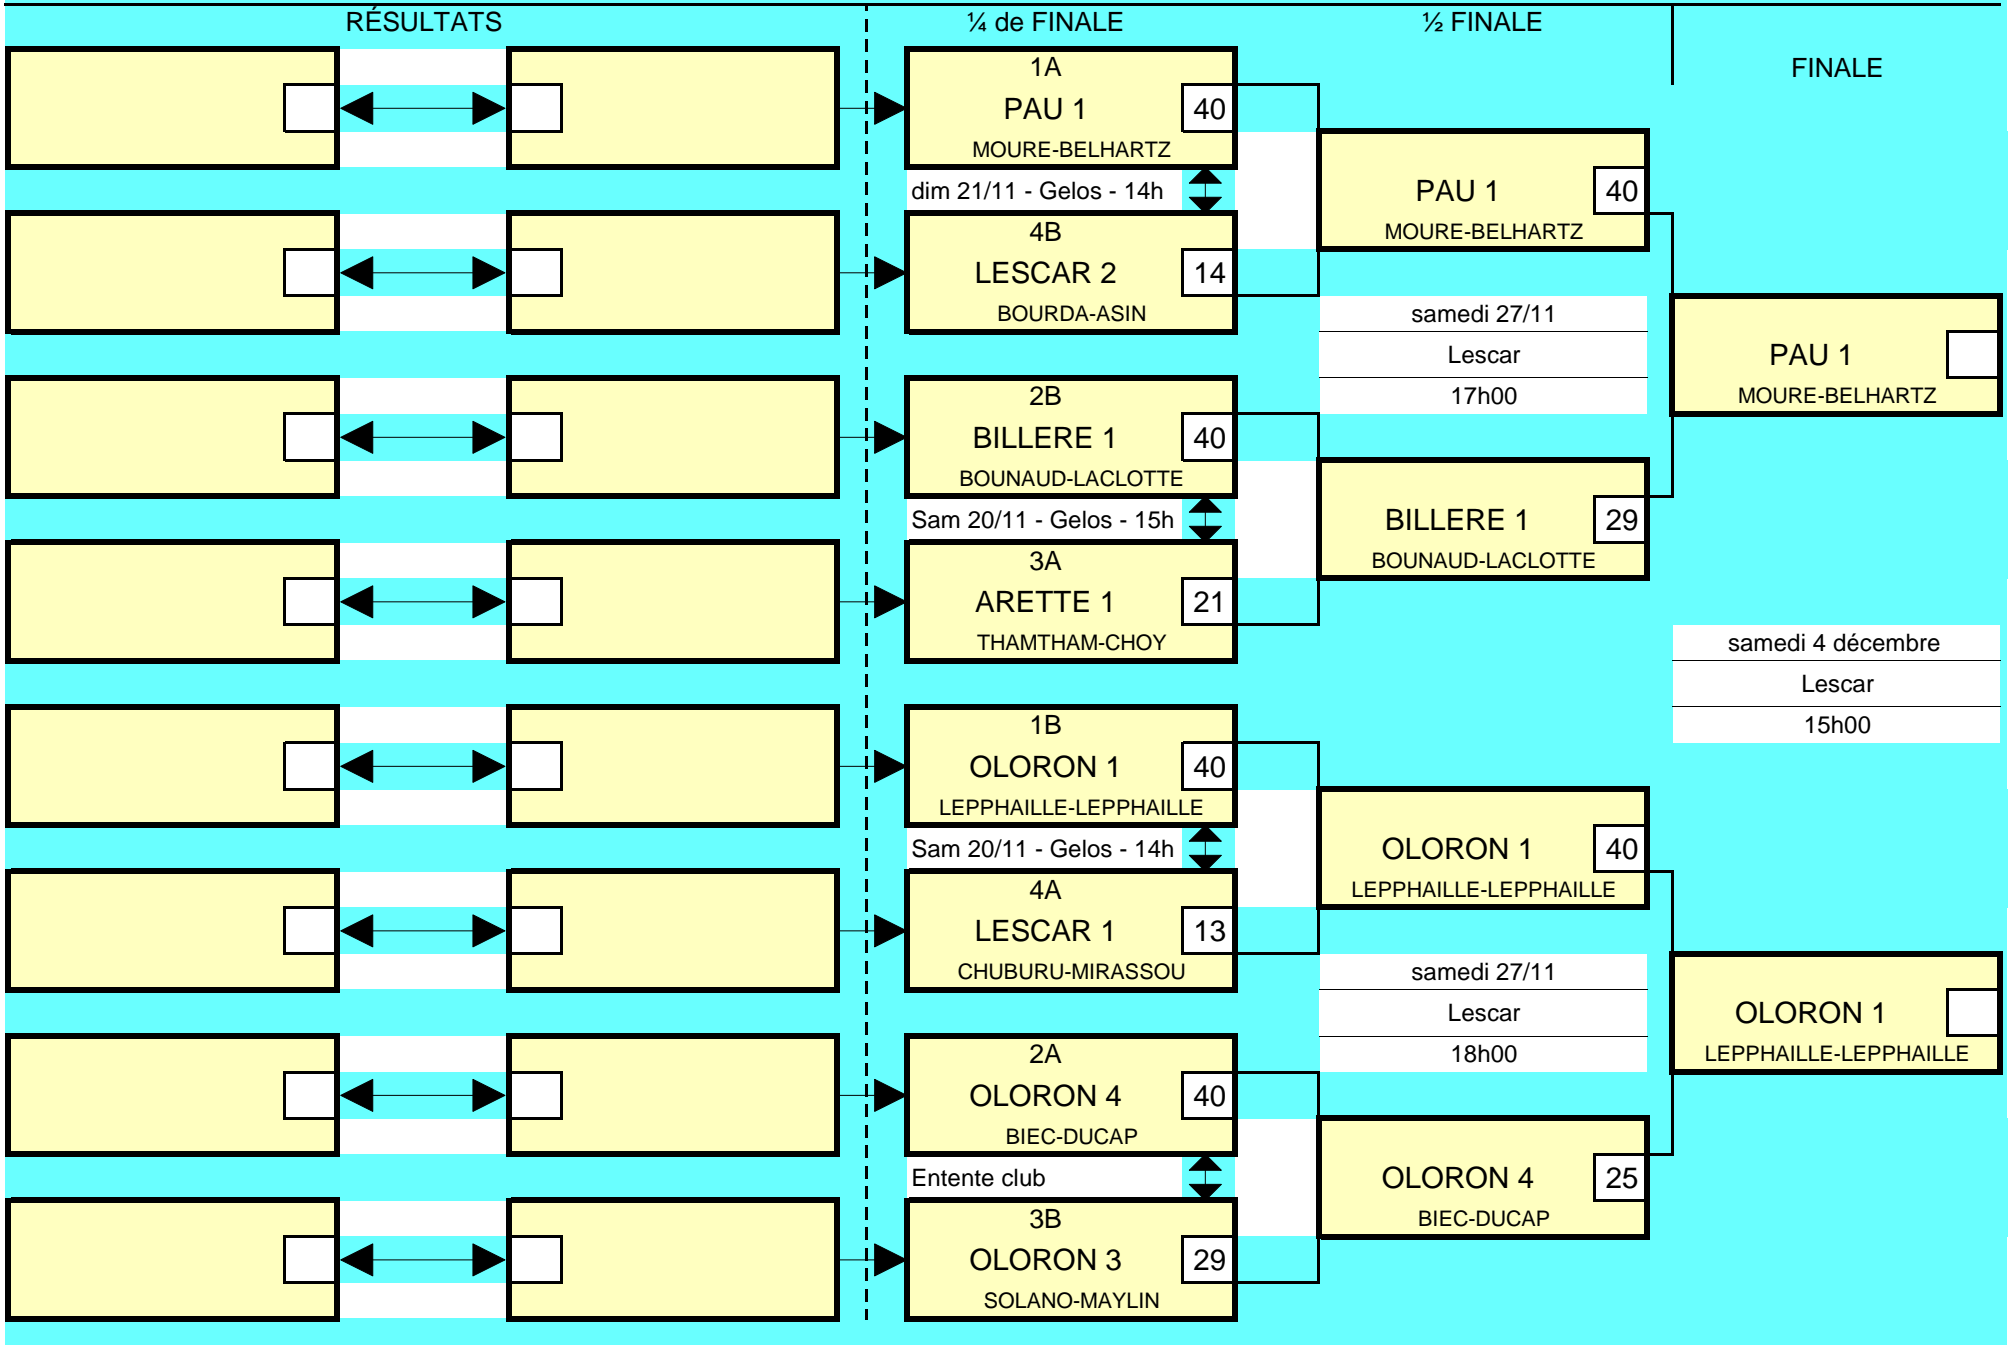 RÉSULTATS
¼ de FINALE
½ FINALE
FINALE
1A
PAU 1
40
MOURE-BELHARTZ
dim 21/11 - Gelos - 14h
4B
LESCAR 2
14
BOURDA-ASIN
2B
BILLERE 1
40
BOUNAUD-LACLOTTE
Sam 20/11 - Gelos - 15h
3A
ARETTE 1
21
THAMTHAM-CHOY
1B
OLORON 1
40
LEPPHAILLE-LEPPHAILLE
Sam 20/11 - Gelos - 14h
4A
LESCAR 1
13
CHUBURU-MIRASSOU
2A
OLORON 4
40
BIEC-DUCAP
Entente club
3B
OLORON 3
29
SOLANO-MAYLIN
PAU 1
40
MOURE-BELHARTZ
samedi 27/11
Lescar
17h00
BILLERE 1
29
BOUNAUD-LACLOTTE
OLORON 1
40
LEPPHAILLE-LEPPHAILLE
samedi 27/11
Lescar
18h00
OLORON 4
25
BIEC-DUCAP
PAU 1
MOURE-BELHARTZ
samedi 4 décembre
Lescar
15h00
OLORON 1
LEPPHAILLE-LEPPHAILLE